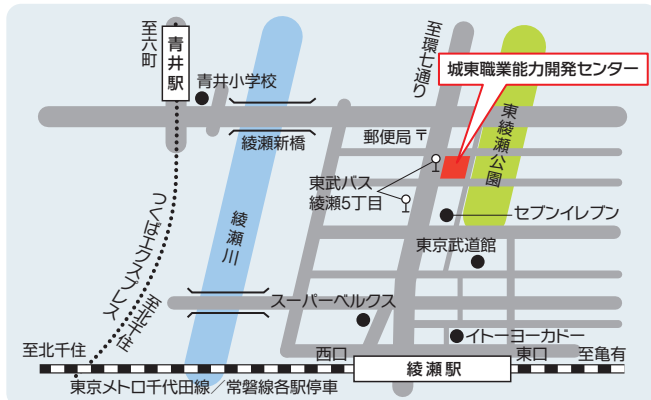 至六町
青井駅
青井小学校
至環七通り
城東職業能力開発センター
綾瀬新橋
郵便局〒
東綾瀬公園
東武バス
綾瀬5丁目
つくばエクスプレス
綾瀬川
セブンイレブン
東京武道館
至北千住
スーパーベルクス
イトーヨーカドー
至北千住
西口
綾瀬駅
東口
至亀有
東京メトロ千代田線／常磐線各駅停車